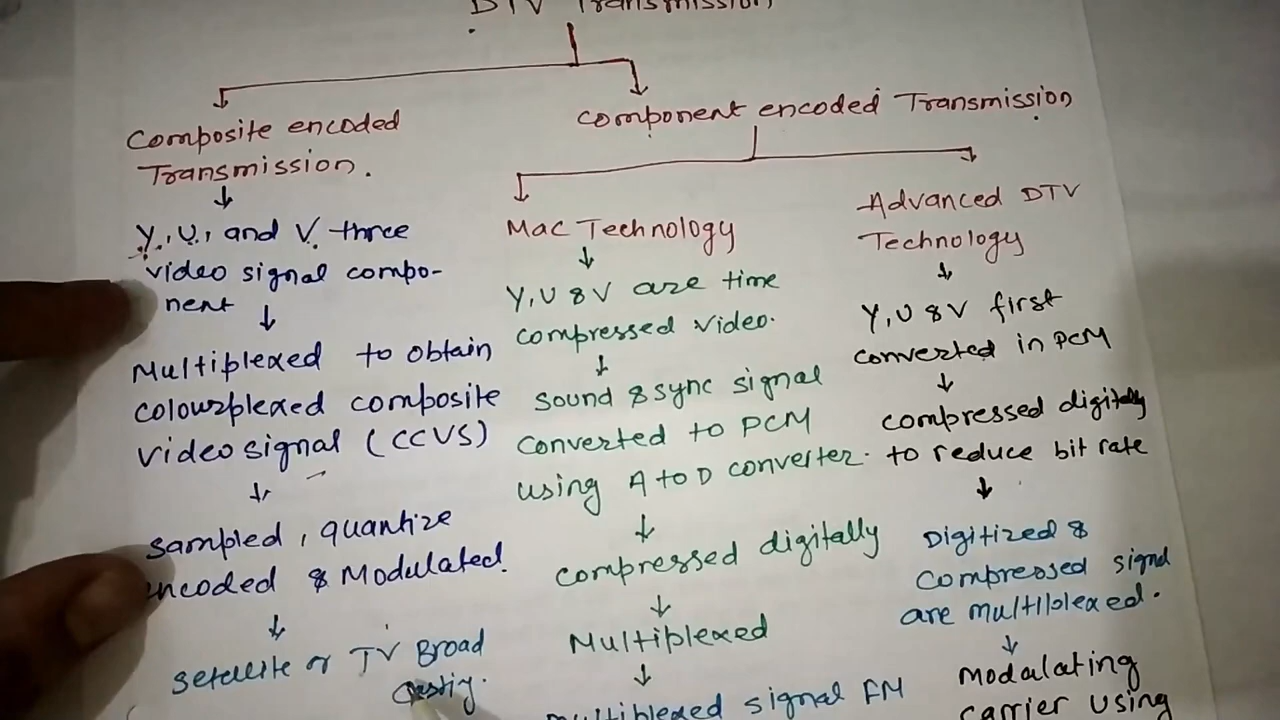 DTV Transmission
Composite encoded
Transmission.
Y, U, and V three
video signal compo-
nent
Multiplexed to obtain
colourplexed composite
video signal (CCVS)
Sampled, quantize
encoded & Modulated.
Setellite or TV Broad
casting.
Component encoded Transmission
Mac Technology
Y, U & V are time
compressed video.
Sound & sync signal
converted to PCM
using A to D converter.
compressed digitally
Multiplexed
multiplexed signal FM
Advanced DTV
Technology
Y, U & V first
converted in PCM
compressed digitally
to reduce bit rate
Digitized &
compressed signal
are multiplexed.
Modalating
carrier using